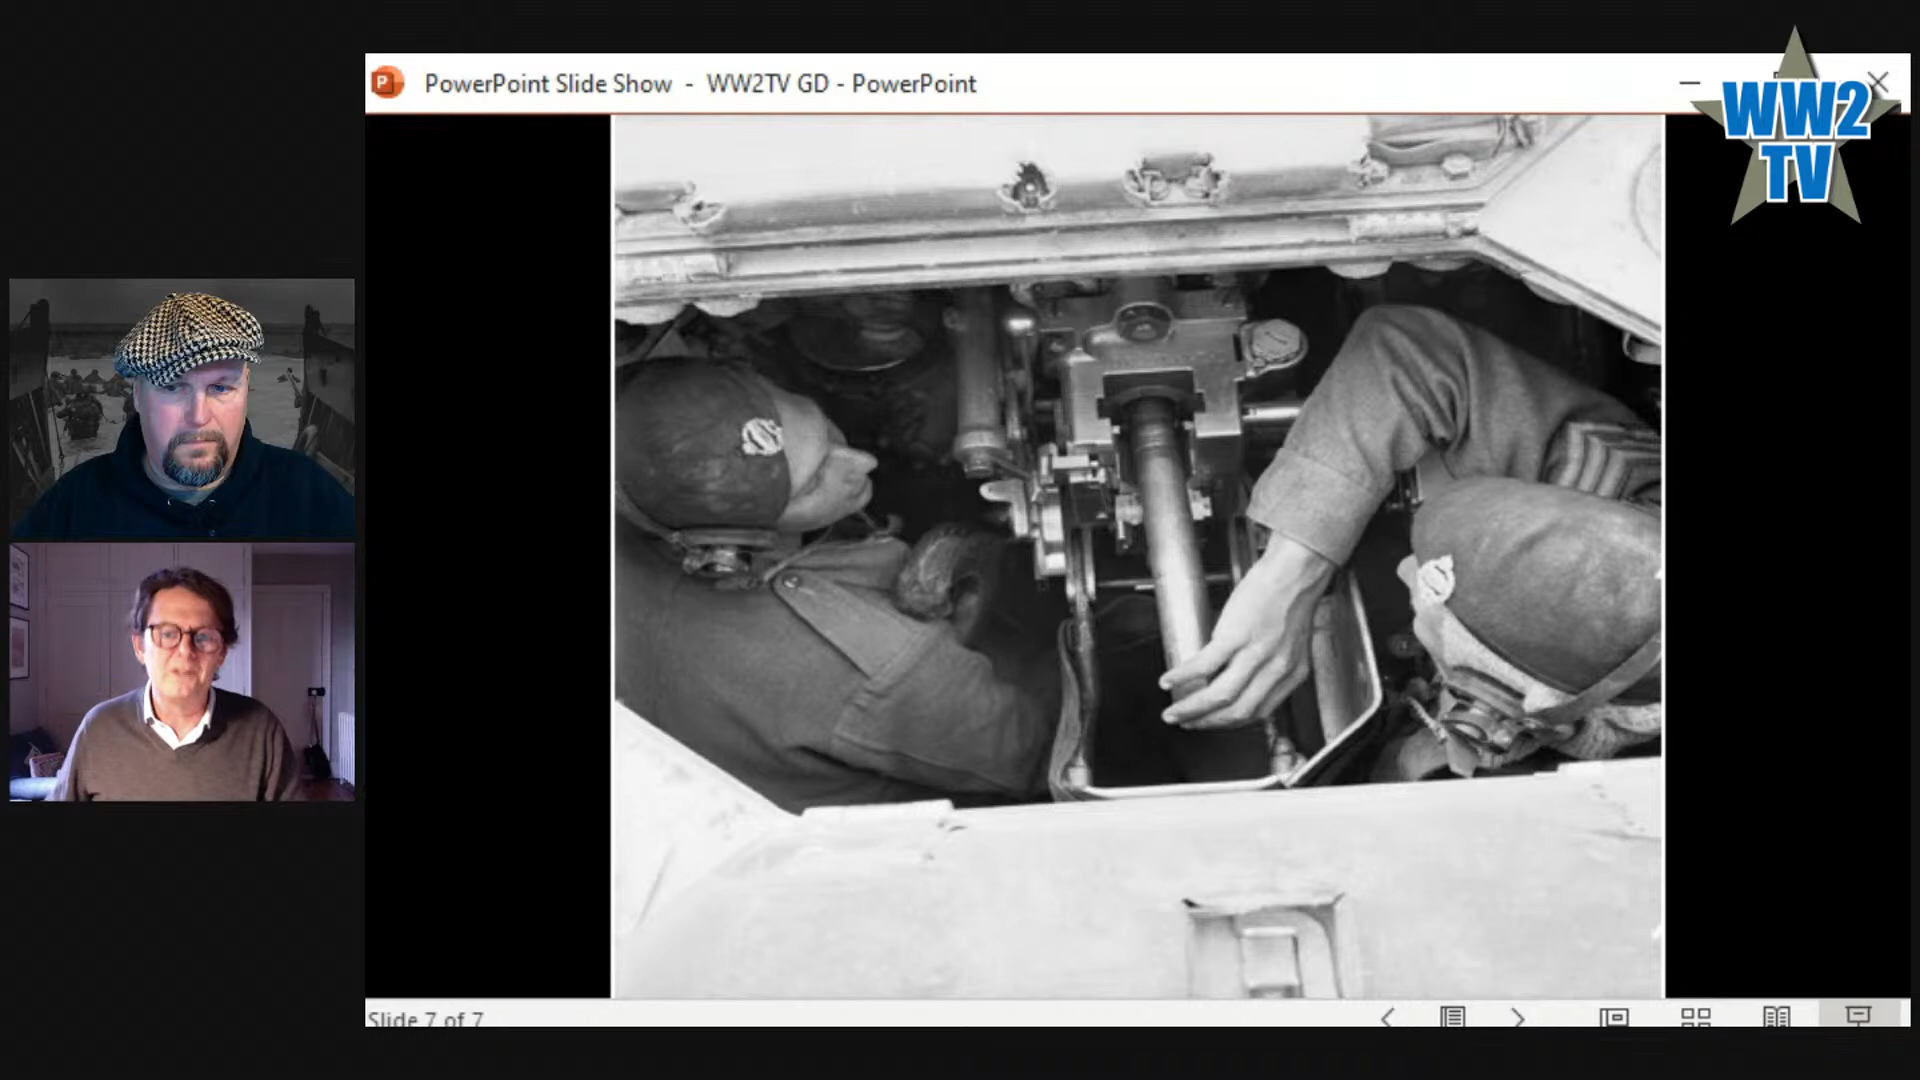 PowerPoint Slide Show - WW2TV GD - PowerPoint
WW2
TV
Slide 7 of 7